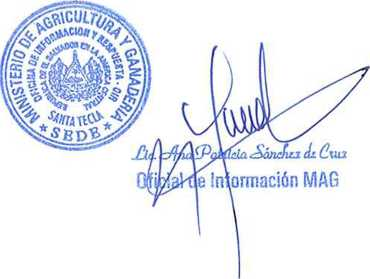 MINISTERIO DE AGRICULTURA Y GANADERIA
OFICINA DE INFORMACION Y RESPUESTA - OIR
REPUBLICA DE EL SALVADOR EN LA AMERICA CENTRAL
SANTA TECLA
* SEDE *
Lic. Ana Patricia Sánchez de Cruz
Oficial de Información MAG